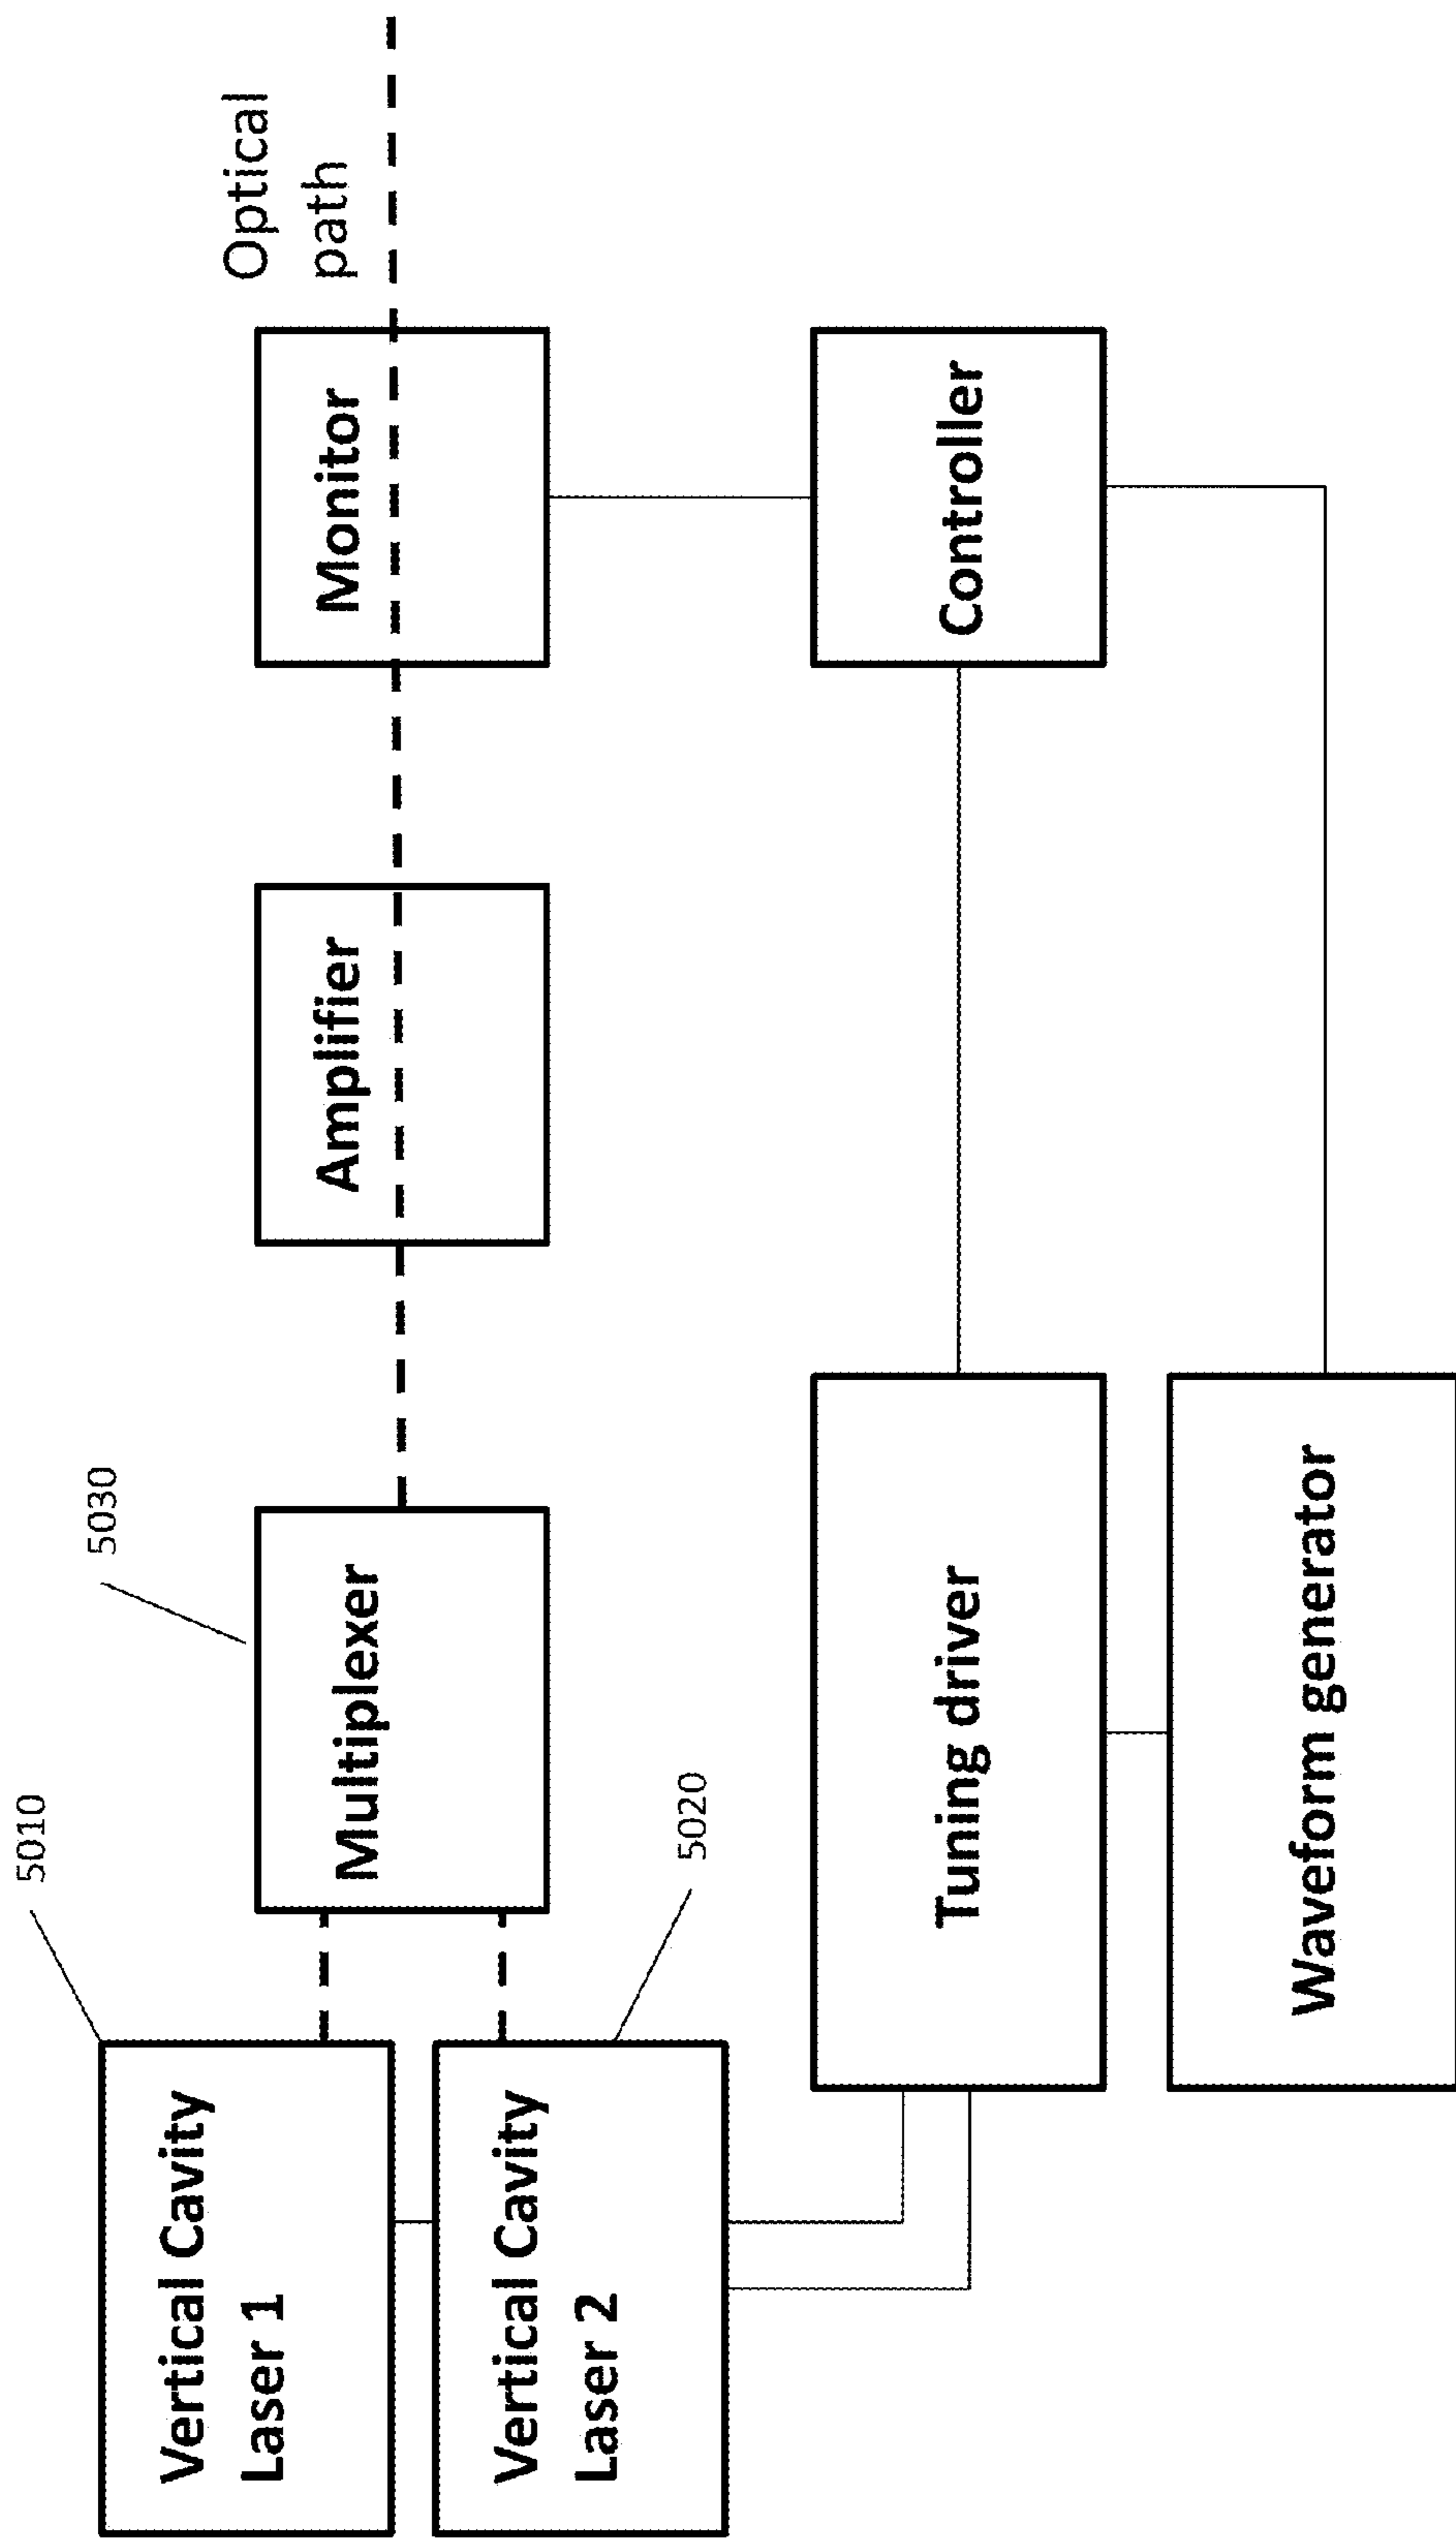 5010
Vertical Cavity
Laser 1
5020
Vertical Cavity
Laser 2
5030
Multiplexer
Amplifier
Monitor
Optical
path
Tuning driver
Controller
Waveform generator